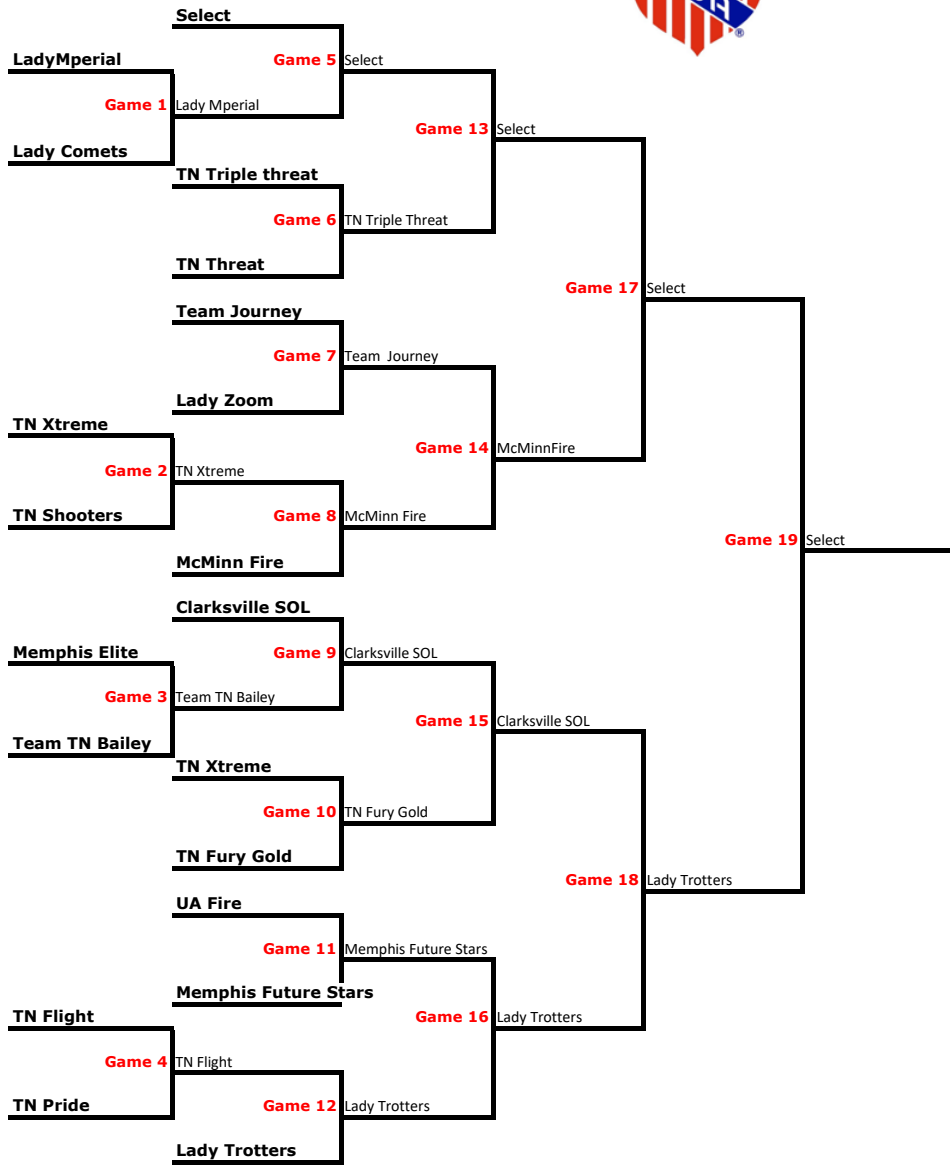 Select
LadyMperial
Game 5 Select
Game 1 Lady Mperial
Game 13 Select
Lady Comets
TN Triple threat
Game 6 TN Triple Threat
TN Threat
Game 17 Select
Team Journey
Game 7 Team  Journey
Lady Zoom
TN Xtreme
Game 14 McMinnFire
Game 2 TN Xtreme
TN Shooters
Game 8 McMinn Fire
Game 19 Select
McMinn Fire
Clarksville SOL
Memphis Elite
Game 9 Clarksville SOL
Game 3 Team TN Bailey
Game 15 Clarksville SOL
Team TN Bailey
TN Xtreme
Game 10 TN Fury Gold
TN Fury Gold
Game 18 Lady Trotters
UA Fire
Game 11 Memphis Future Stars
Memphis Future Stars
TN Flight
Game 16 Lady Trotters
Game 4 TN Flight
TN Pride
Game 12 Lady Trotters
Lady Trotters